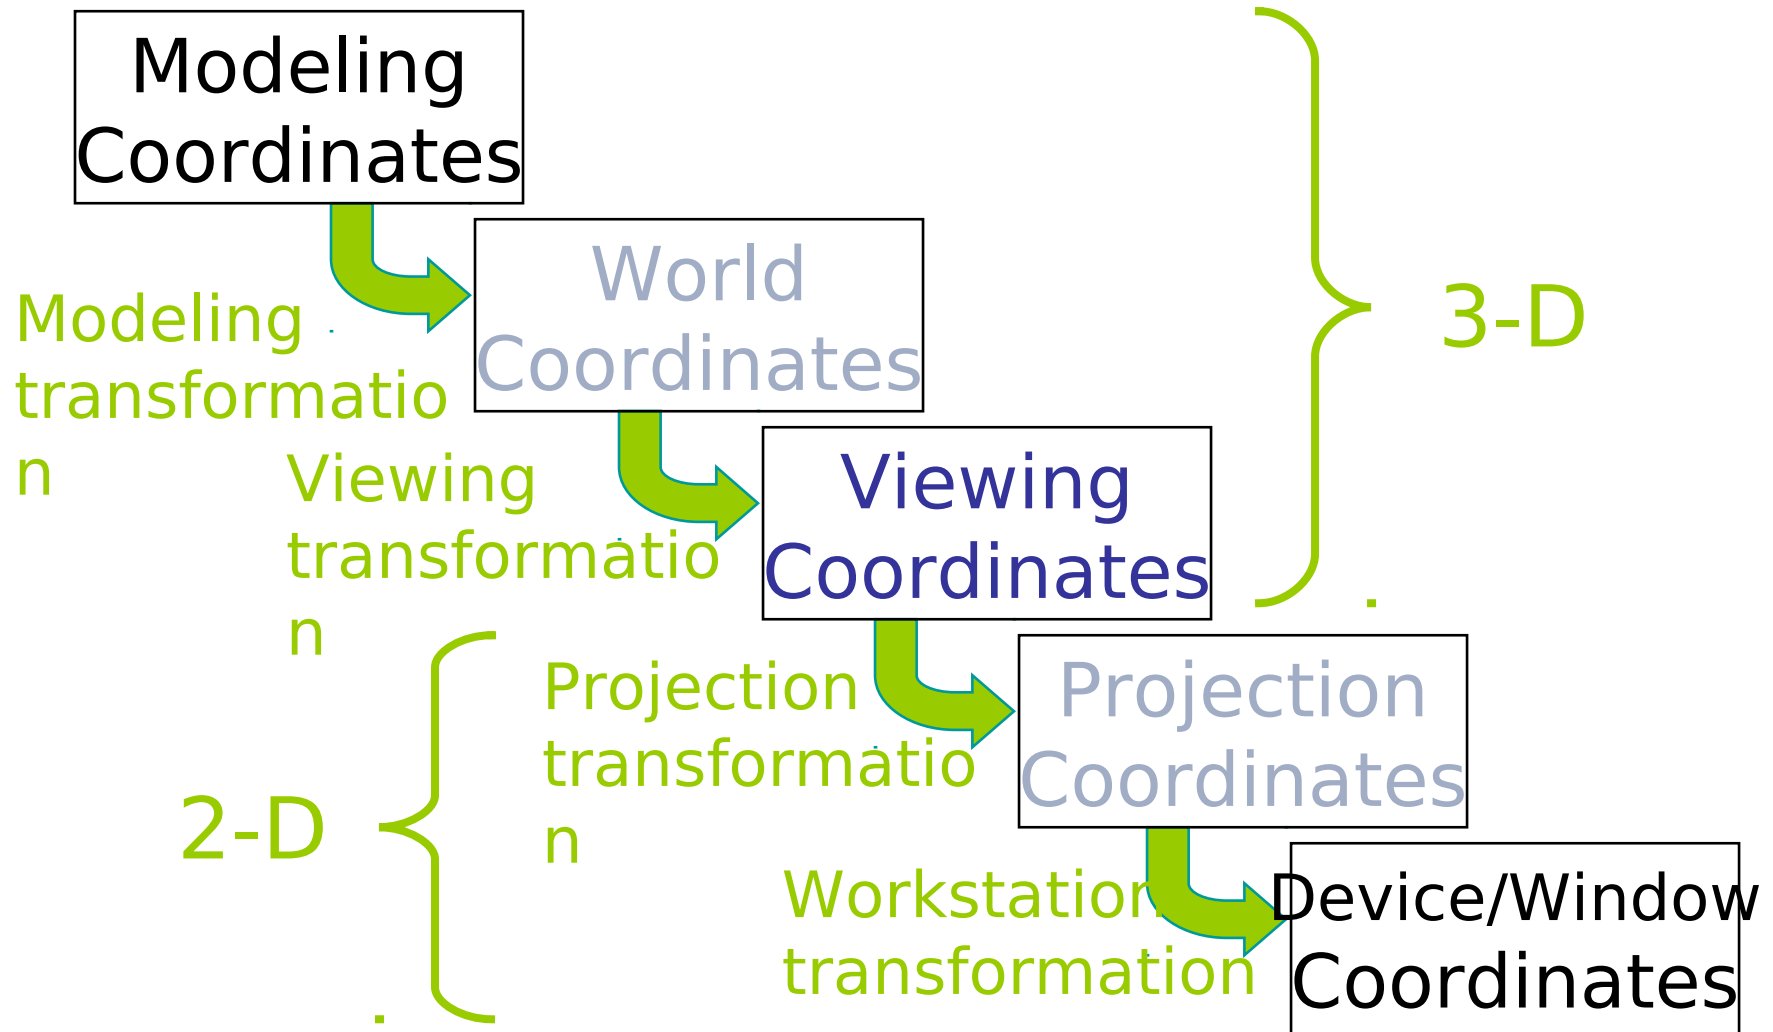 Modeling
Coordinates
World
Coordinates
3-D
Modeling
transformatio
n
Viewing
Coordinates
Viewing
transformatio
n
Projection
Coordinates
Projection
transformatio
n
2-D
Workstation
transformation
Device/Window
Coordinates